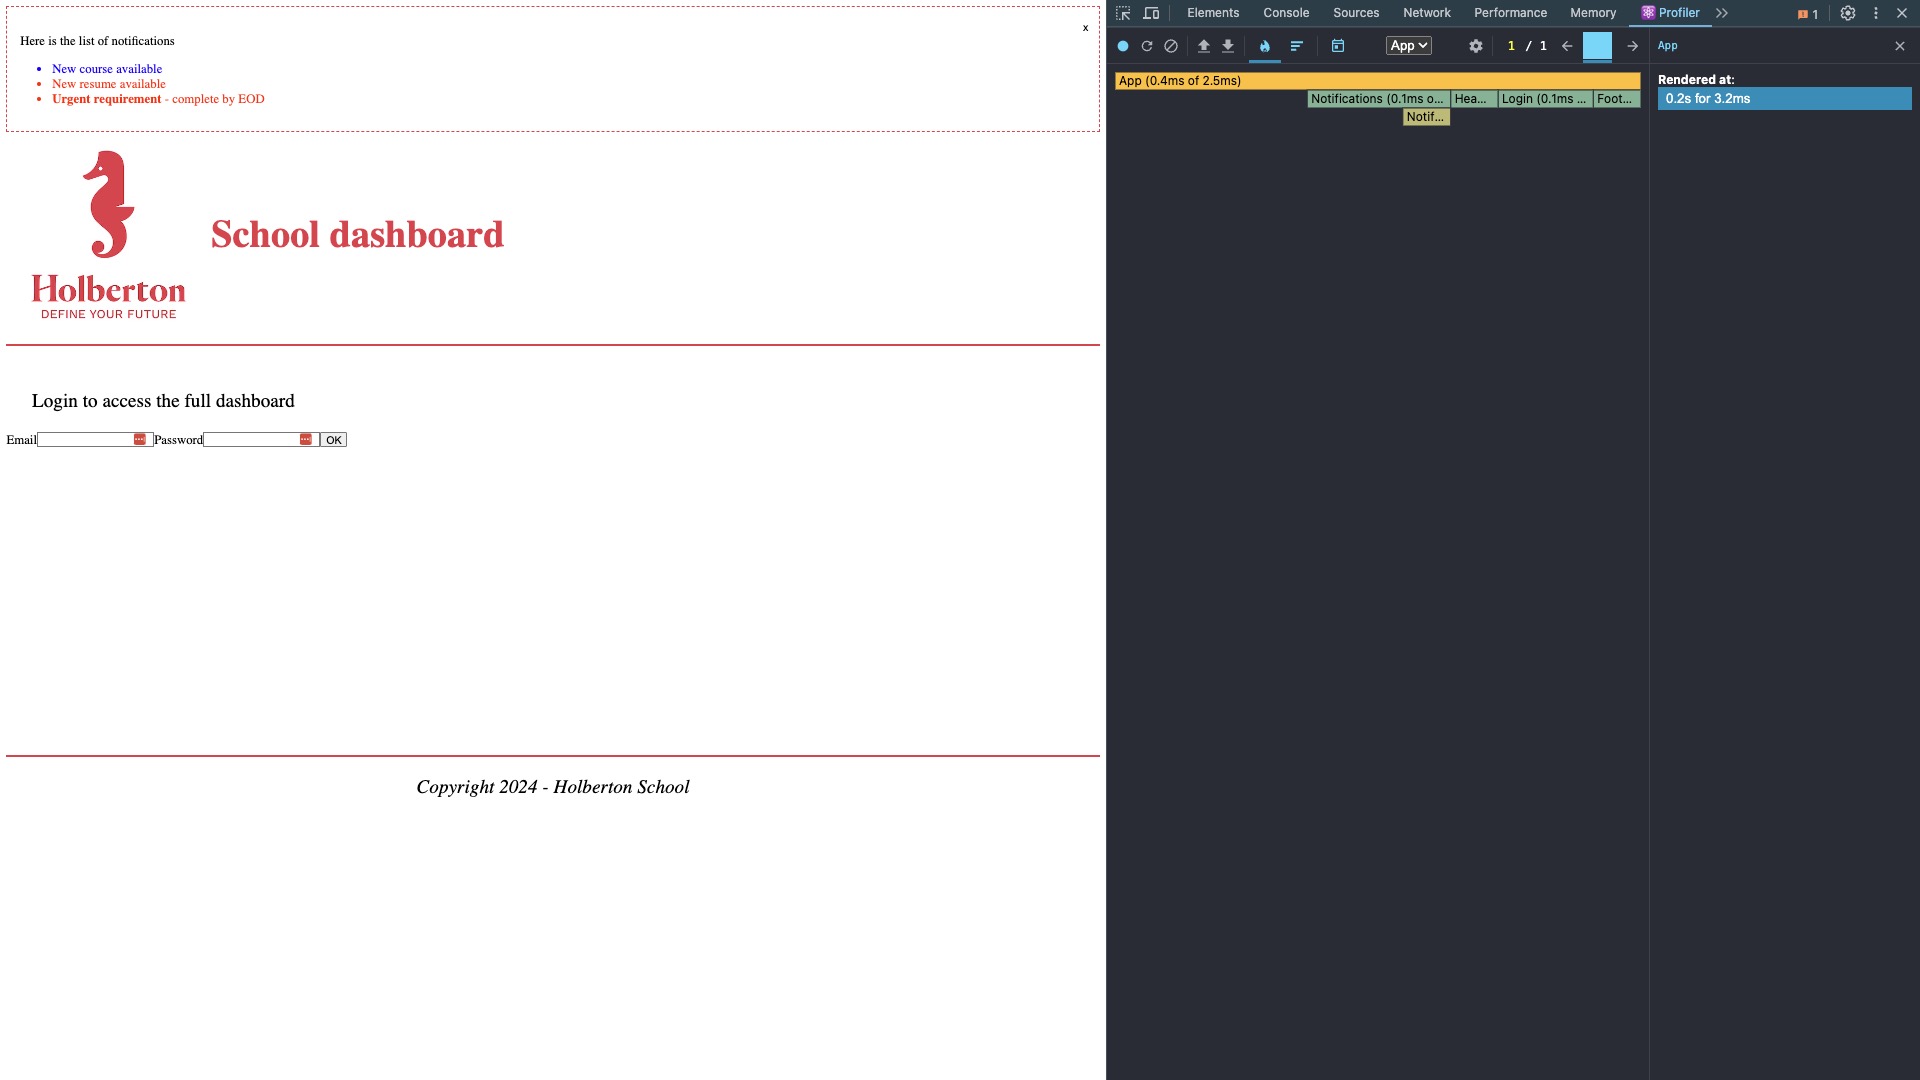 x
Here is the list of notifications
New course available
New resume available
Urgent requirement - complete by EOD
School dashboard
Holberton
DEFINE YOUR FUTURE
Login to access the full dashboard
Email Password OK
Copyright 2024 - Holberton School
Elements Console Sources Network Performance Memory Profiler 1
App 1 / 1 App
App (0.4ms of 2.5ms)
Notifications (0.1ms o... Hea... Login (0.1ms ... Foot...
Notif...
Rendered at:
0.2s for 3.2ms